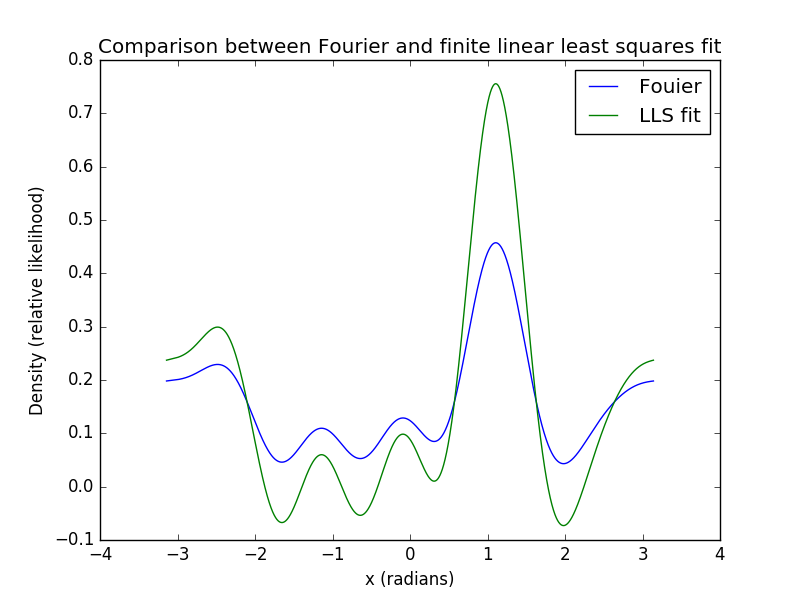 Comparison between Fourier and finite linear least squares fit
Fouier
LLS fit
Density (relative likelihood)
0.8
0.7
0.6
0.5
0.4
0.3
0.2
0.1
0.0
−0.1
−4 −3 −2 −1 0 1 2 3 4
x (radians)